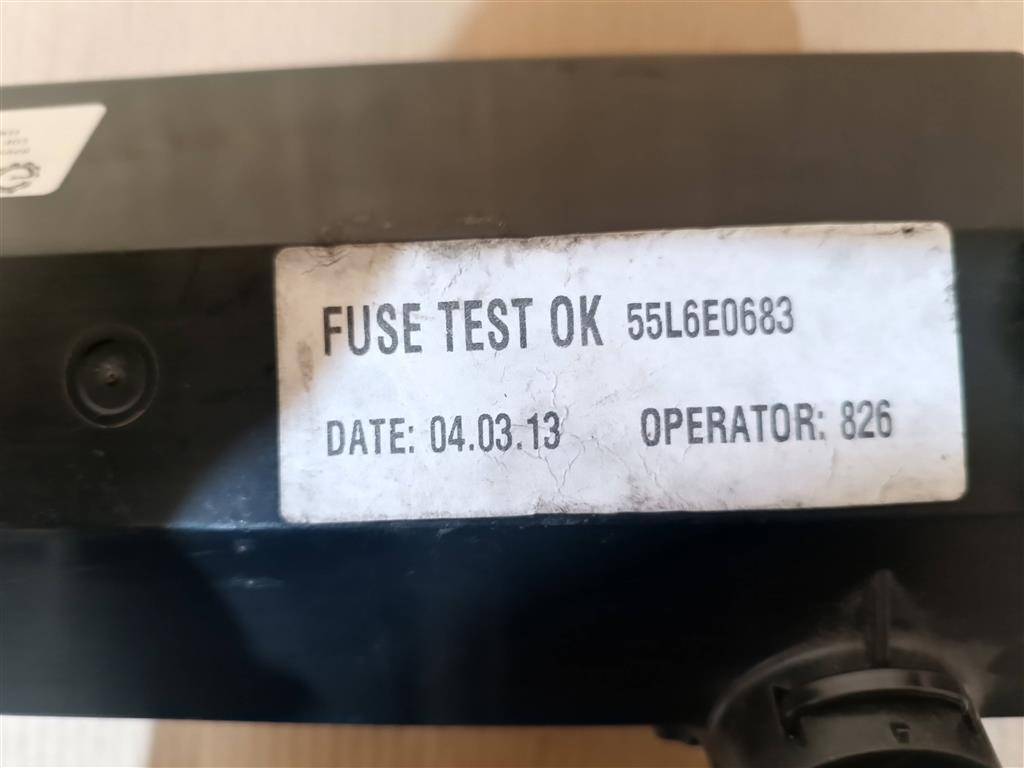 FUSE TEST OK 55L6E0683
DATE: 04.03.13 OPERATOR: 826